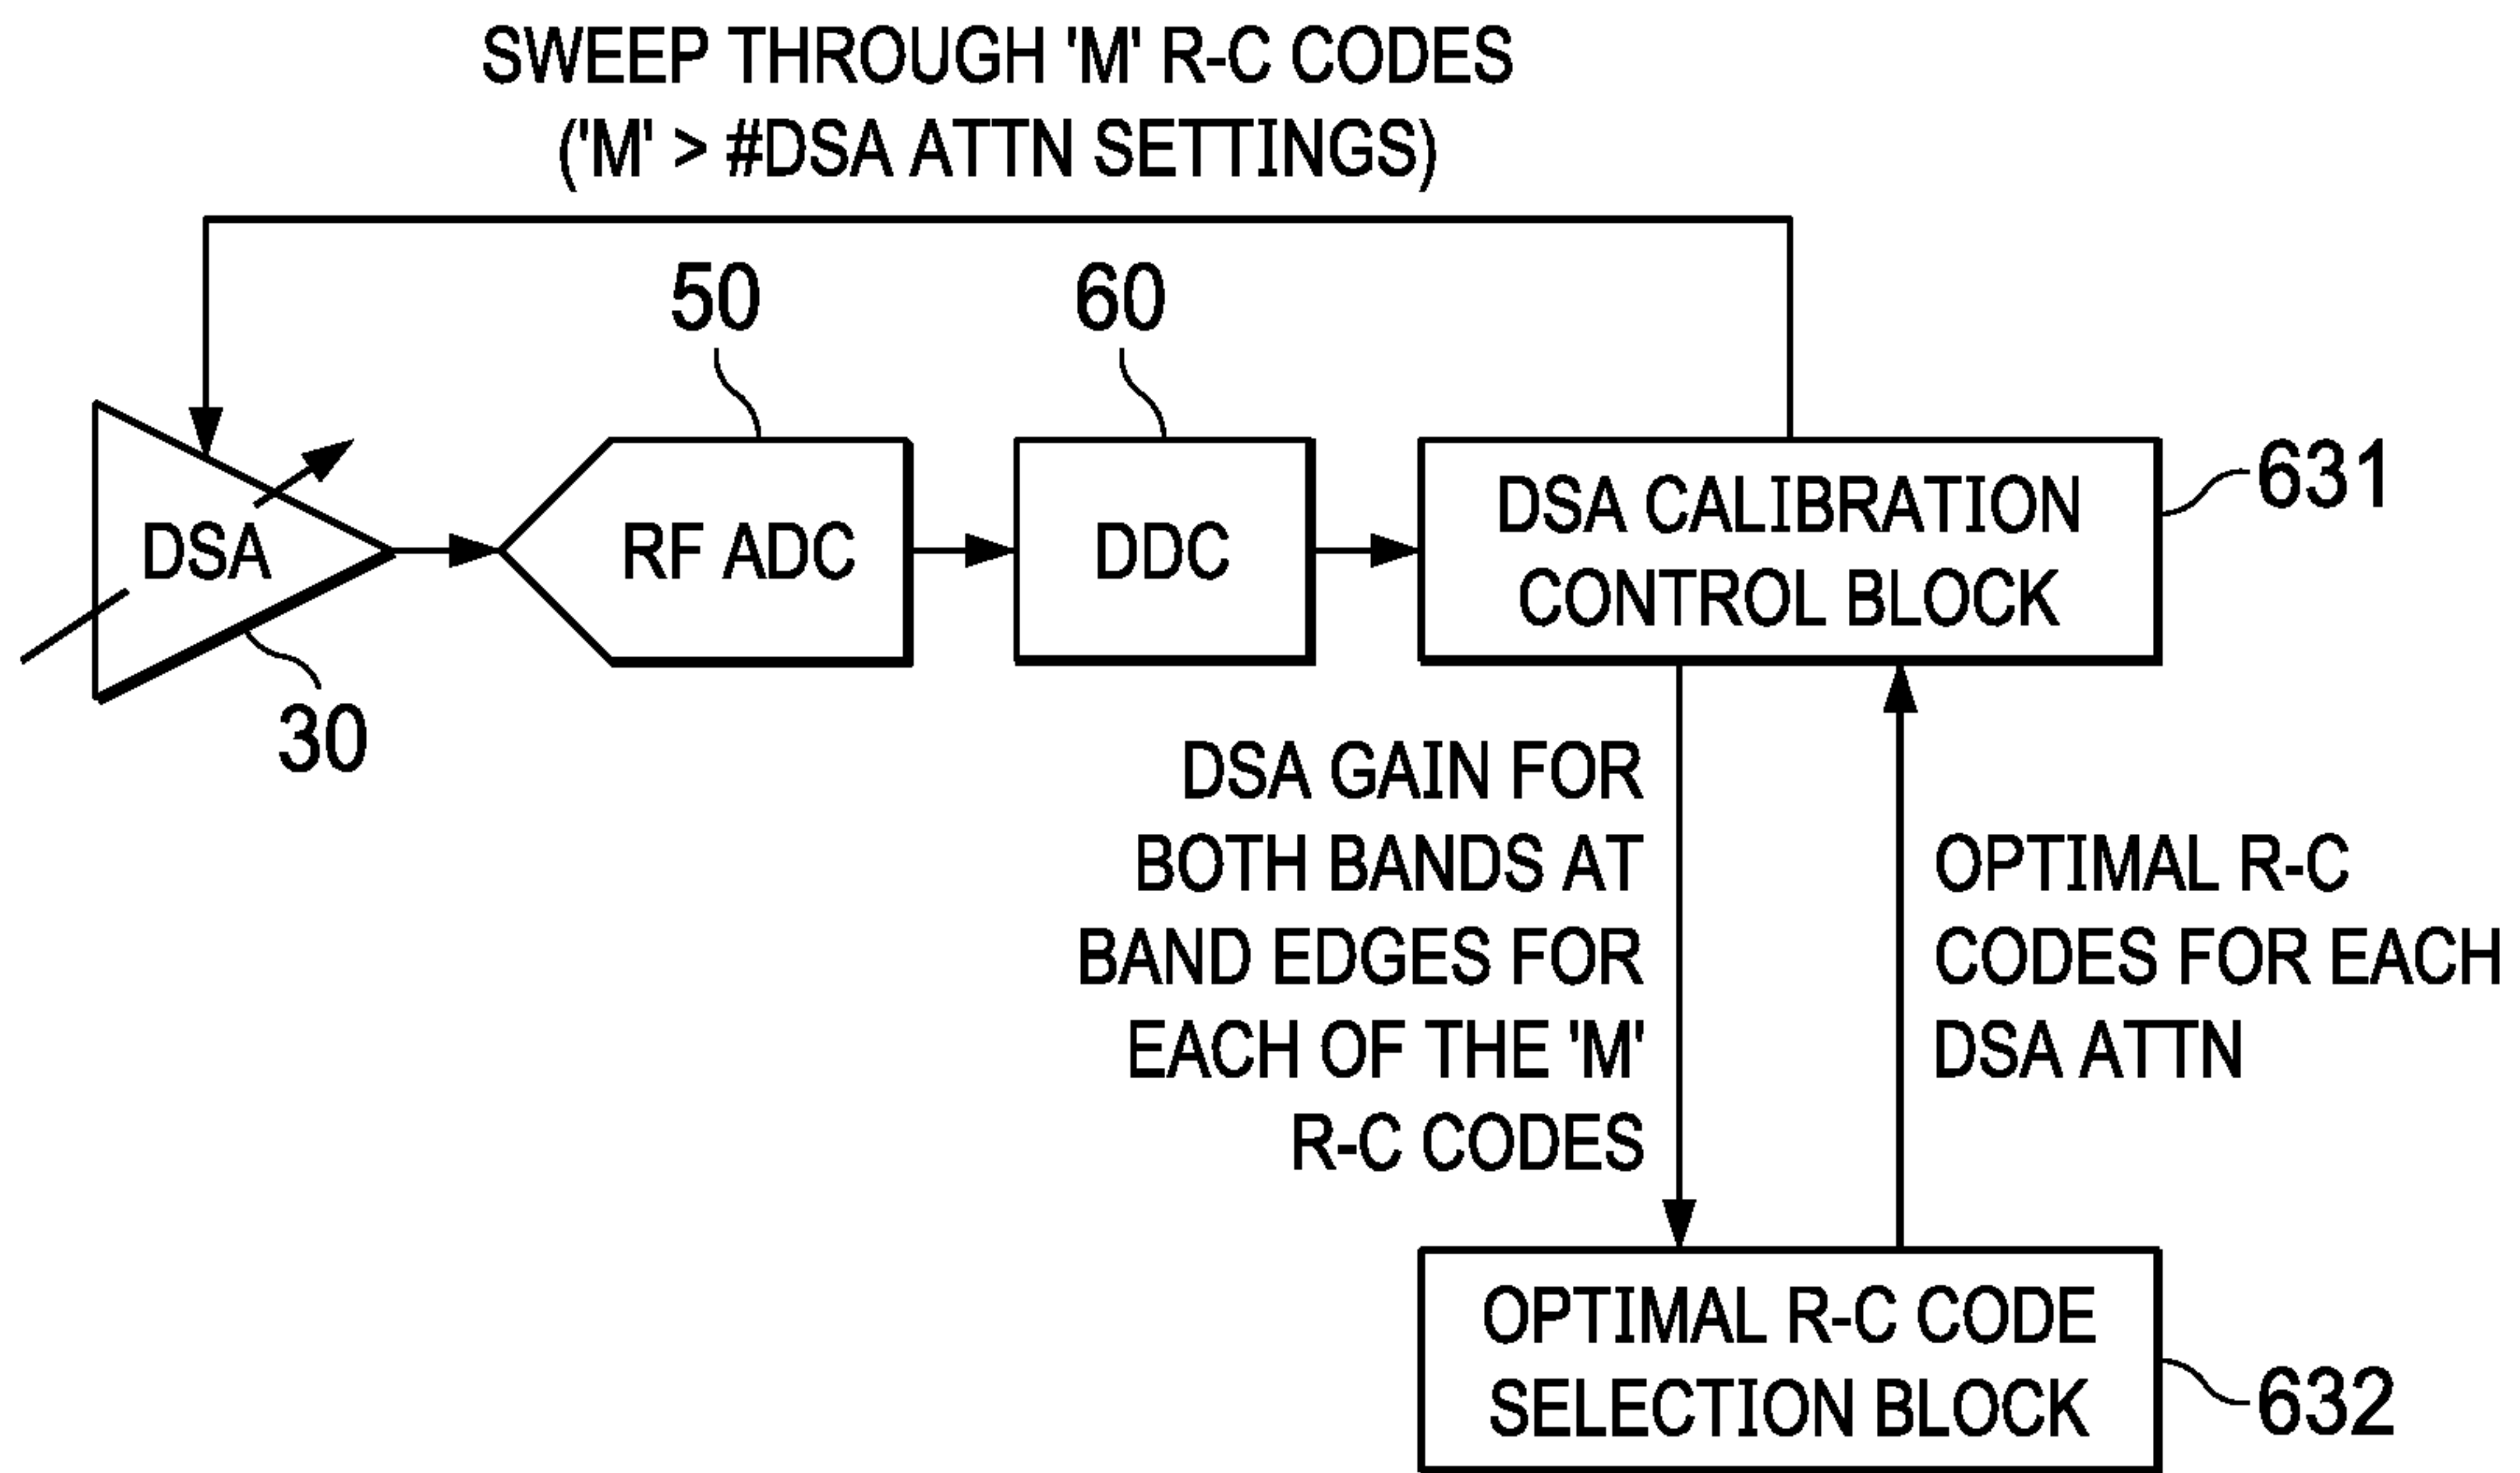 SWEEP THROUGH 'M' R-C CODES
('M' > #DSA ATTN SETTINGS)
50
60
DSA
RF ADC
DDC
DSA CALIBRATION
CONTROL BLOCK
631
30
DSA GAIN FOR
BOTH BANDS AT
BAND EDGES FOR
EACH OF THE 'M'
R-C CODES
OPTIMAL R-C
CODES FOR EACH
DSA ATTN
OPTIMAL R-C CODE
SELECTION BLOCK
632